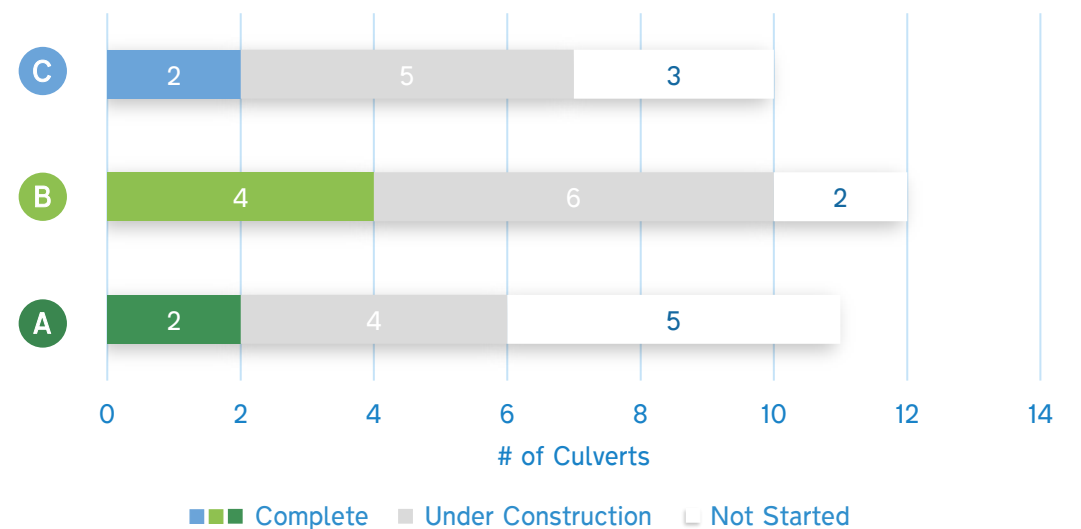 C 2 5 3
B 4 6 2
A 2 4 5
0 2 4 6 8 10 12 14
# of Culverts
Complete Under Construction Not Started